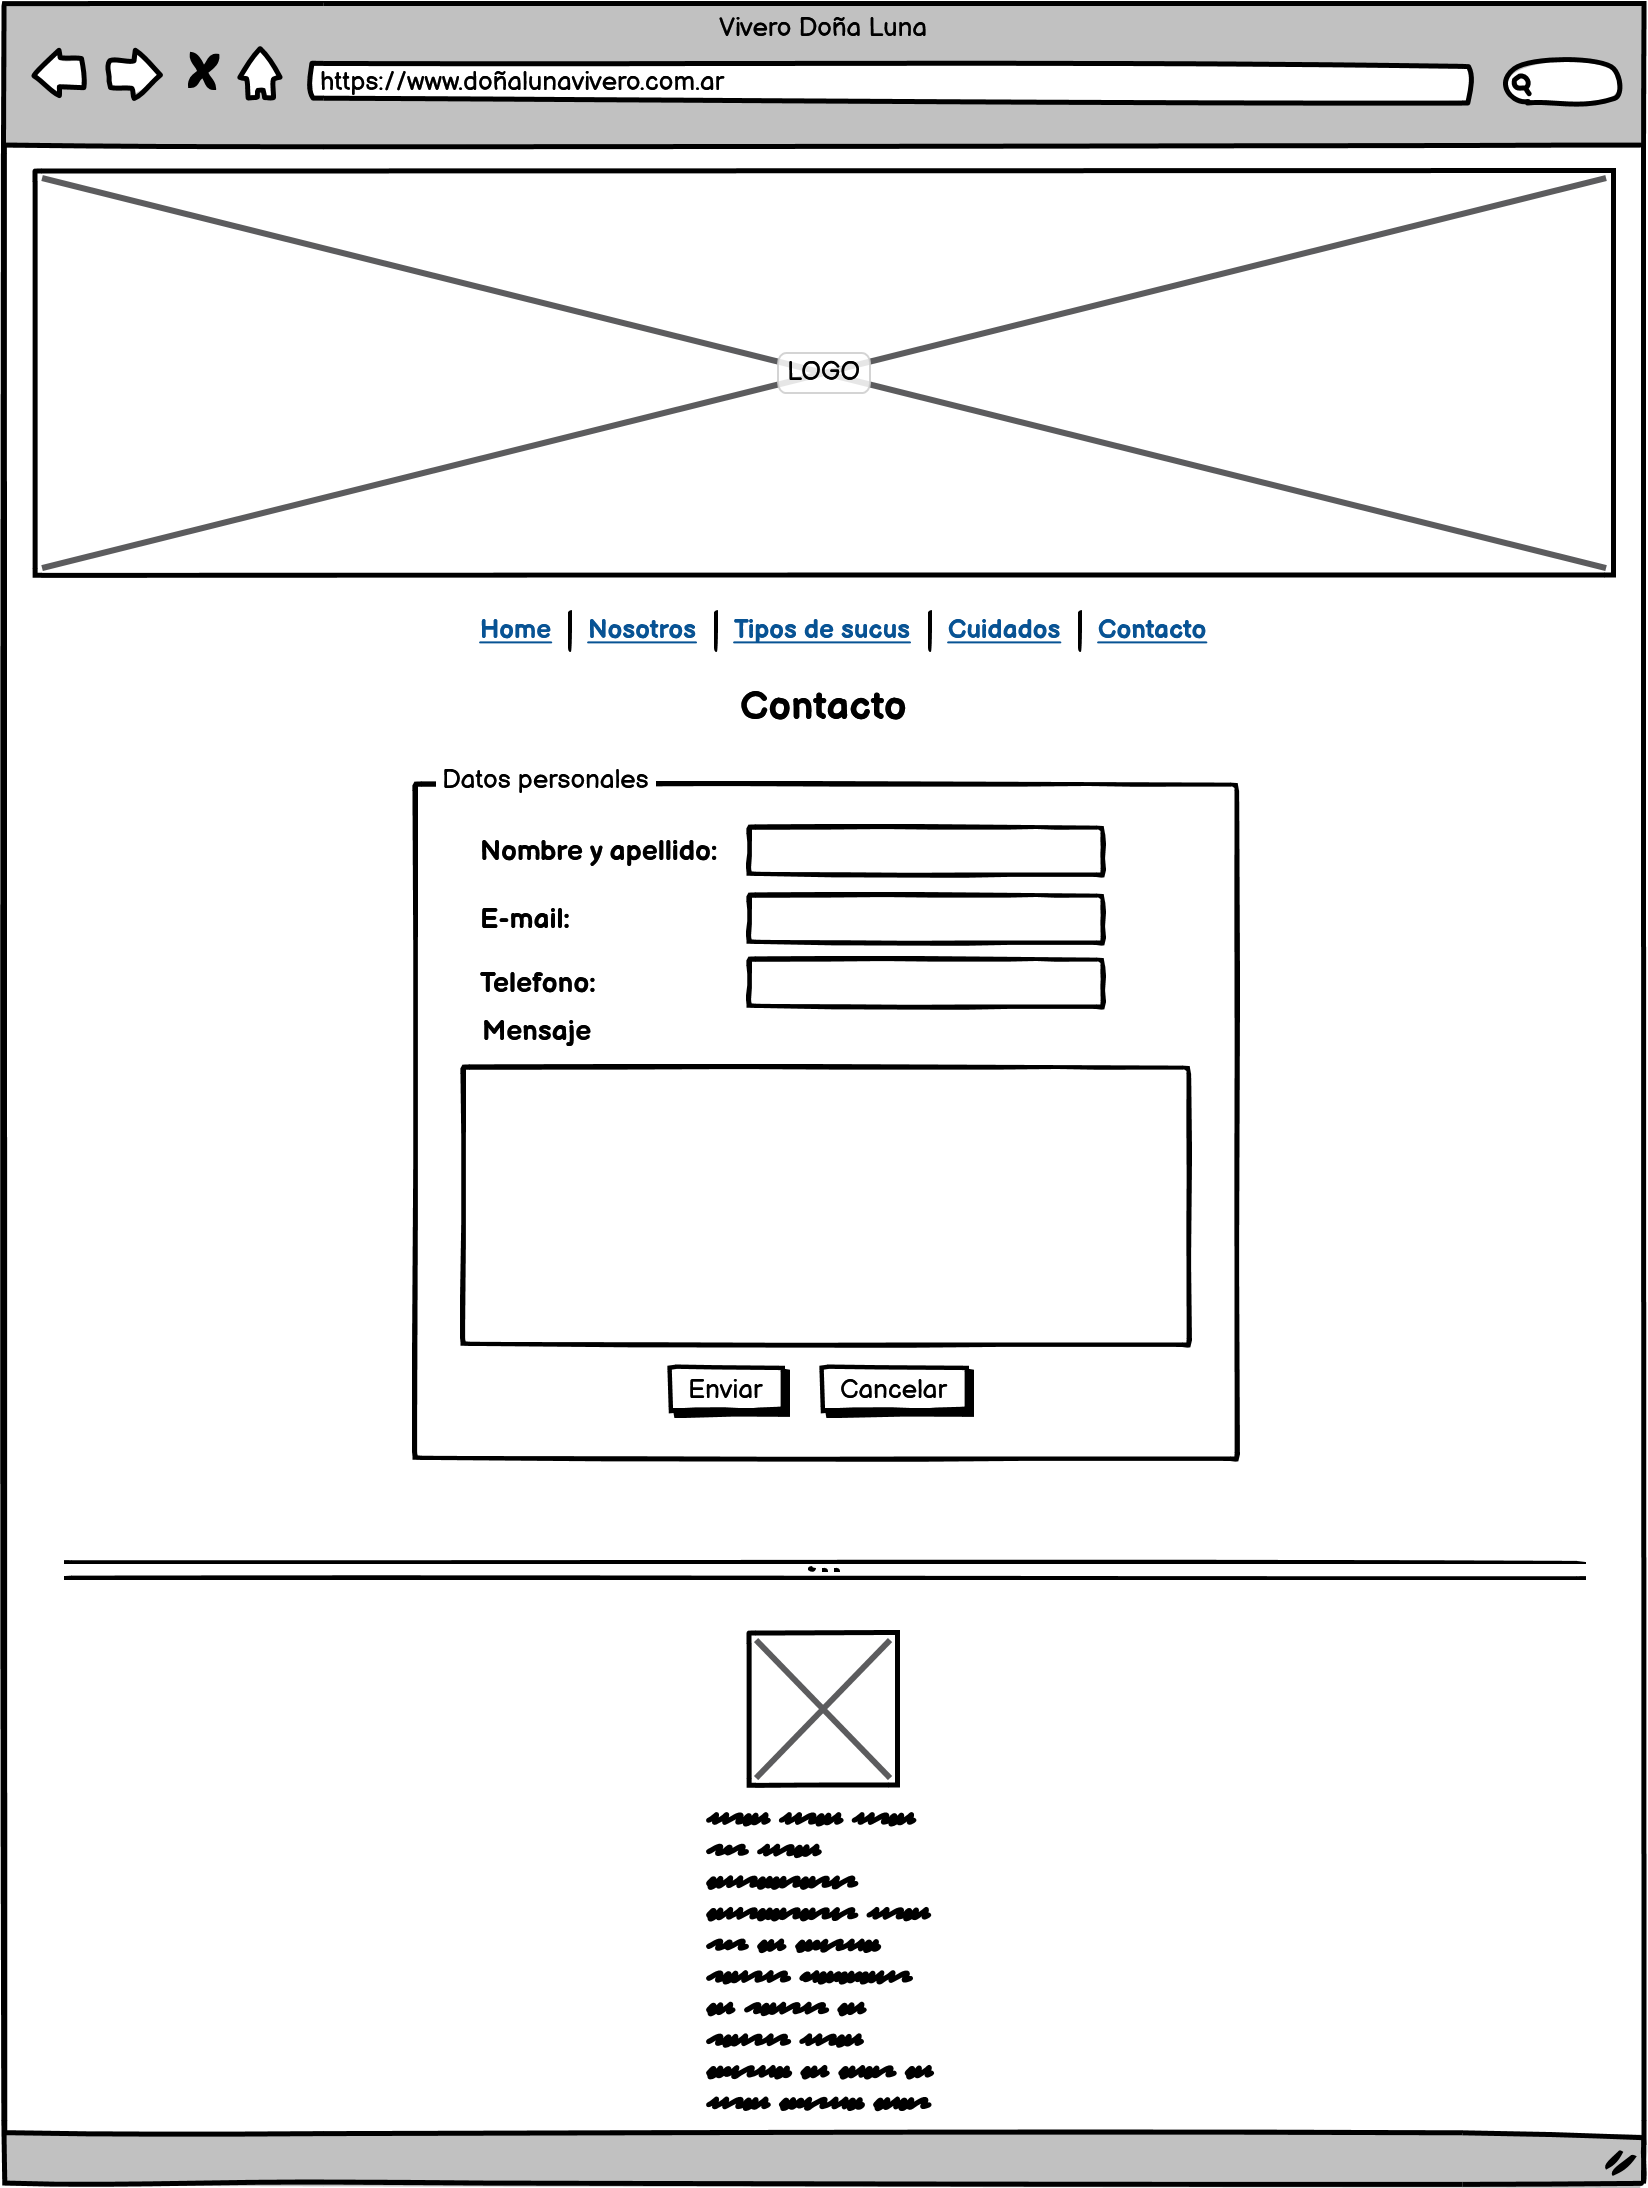 Vivero Doña Luna
https://www.doñalunavivero.com.ar
LOGO
Home | Nosotros | Tipos de sucus | Cuidados | Contacto
Contacto
Datos personales
Nombre y apellido:
E-mail:
Telefono:
Mensaje
Enviar Cancelar